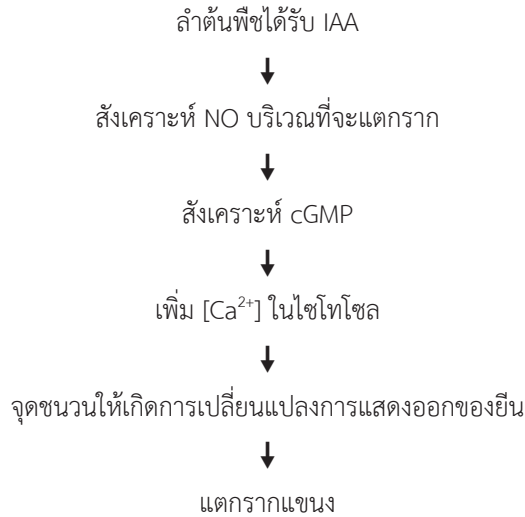 ลำต้นพืชได้รับ IAA
สังเคราะห์ NO บริเวณที่จะแตกราก
สังเคราะห์ cGMP
เพิ่ม [Ca²⁺] ในไซโทโซล
จุดชนวนให้เกิดการเปลี่ยนแปลงการแสดงออกของยีน
แตกรากแขนง